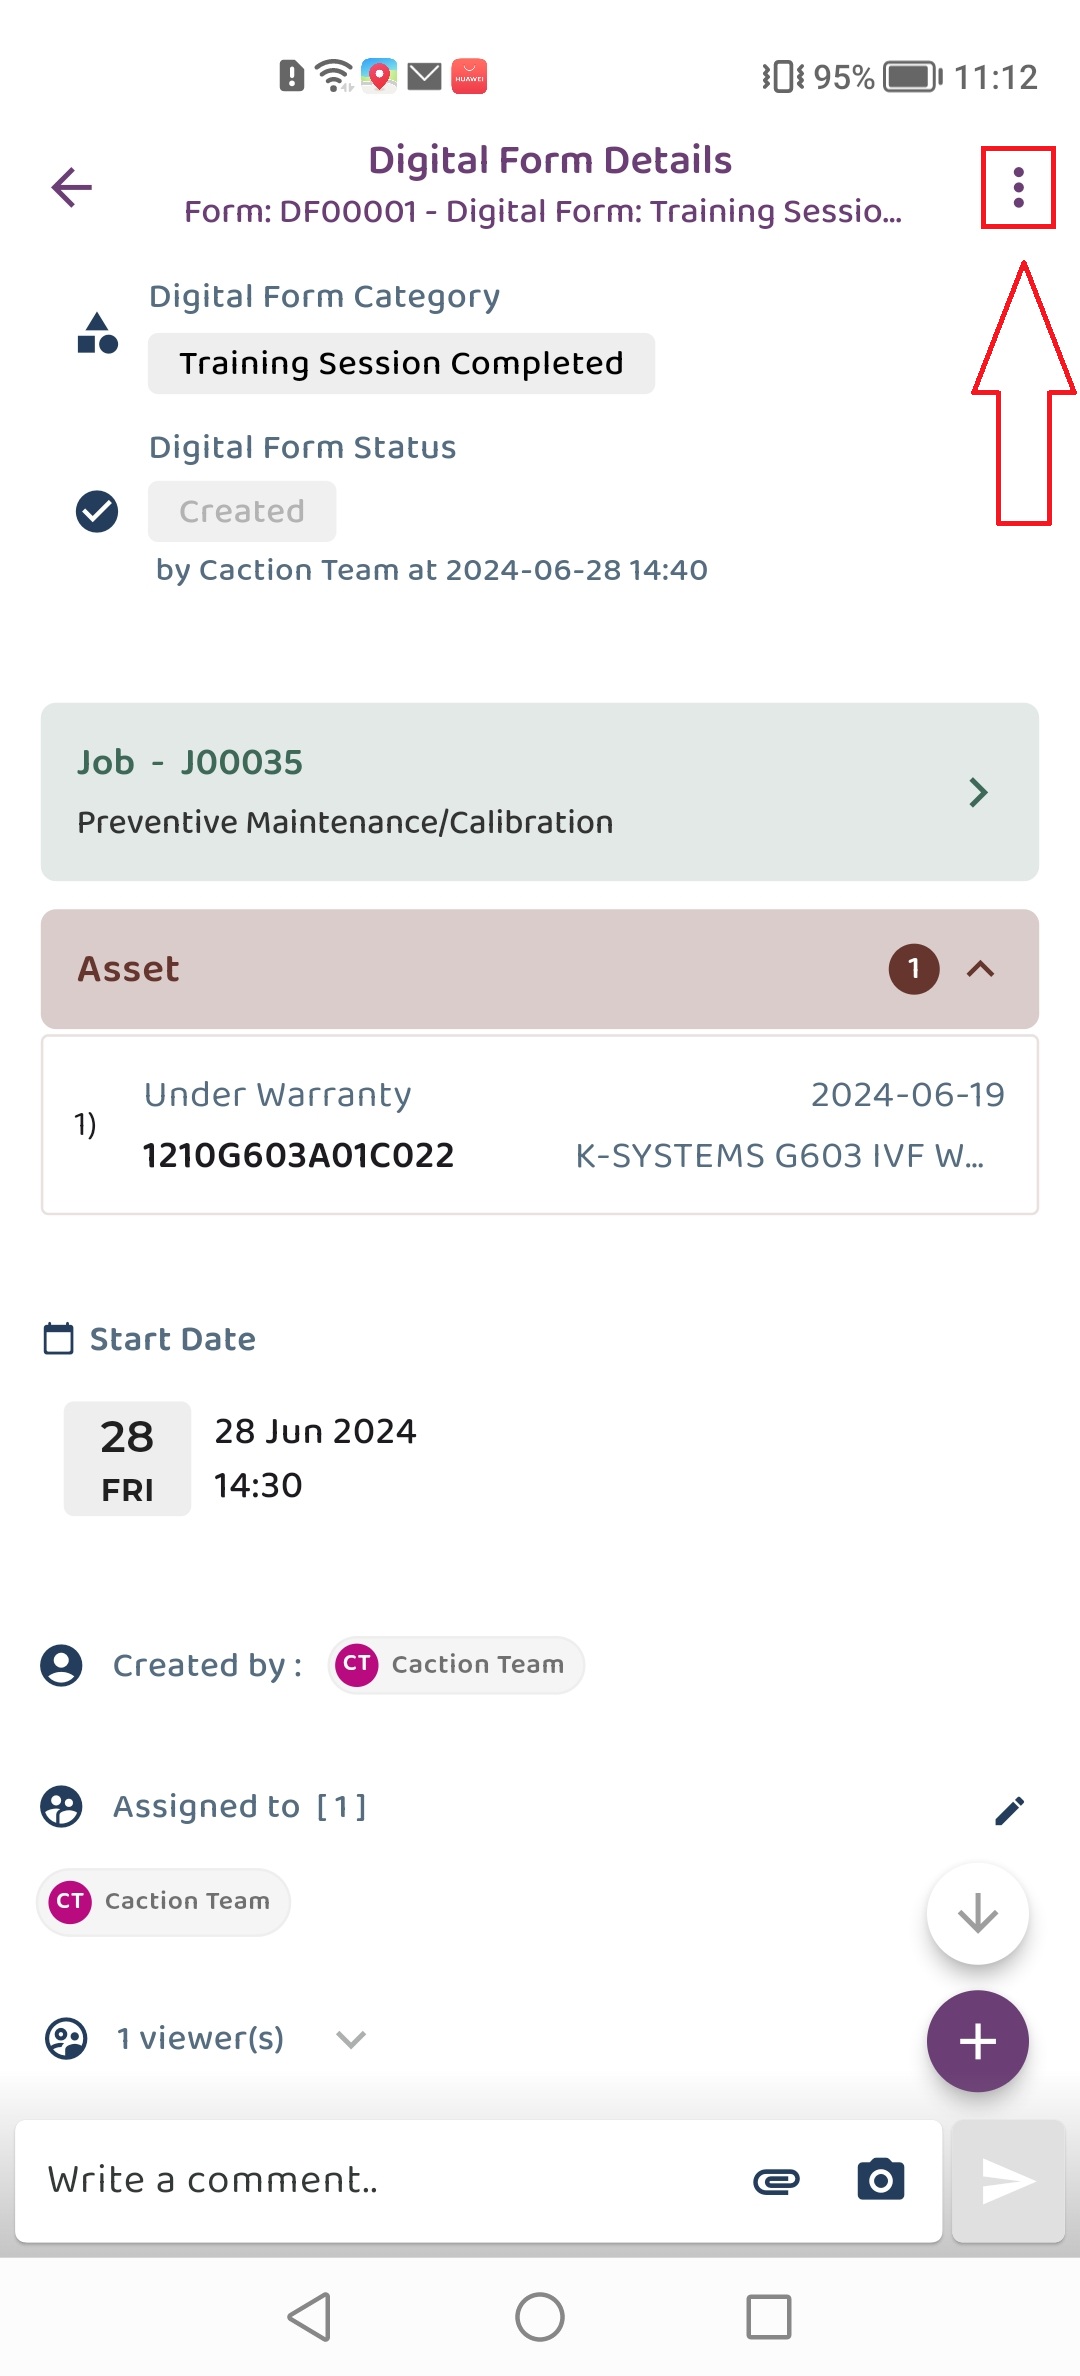 HUAWEI
95%
11:12
Digital Form Details
Form: DF00001 - Digital Form: Training Sessio...
Digital Form Category
Training Session Completed
Digital Form Status
Created
by Caction Team at 2024-06-28 14:40
Job - J00035
Preventive Maintenance/Calibration
Asset
1
1)
Under Warranty
2024-06-19
1210G603A01C022
K-SYSTEMS G603 IVF W...
Start Date
28
FRI
28 Jun 2024
14:30
Created by :
CT
Caction Team
Assigned to [ 1 ]
CT
Caction Team
1 viewer(s)
Write a comment..